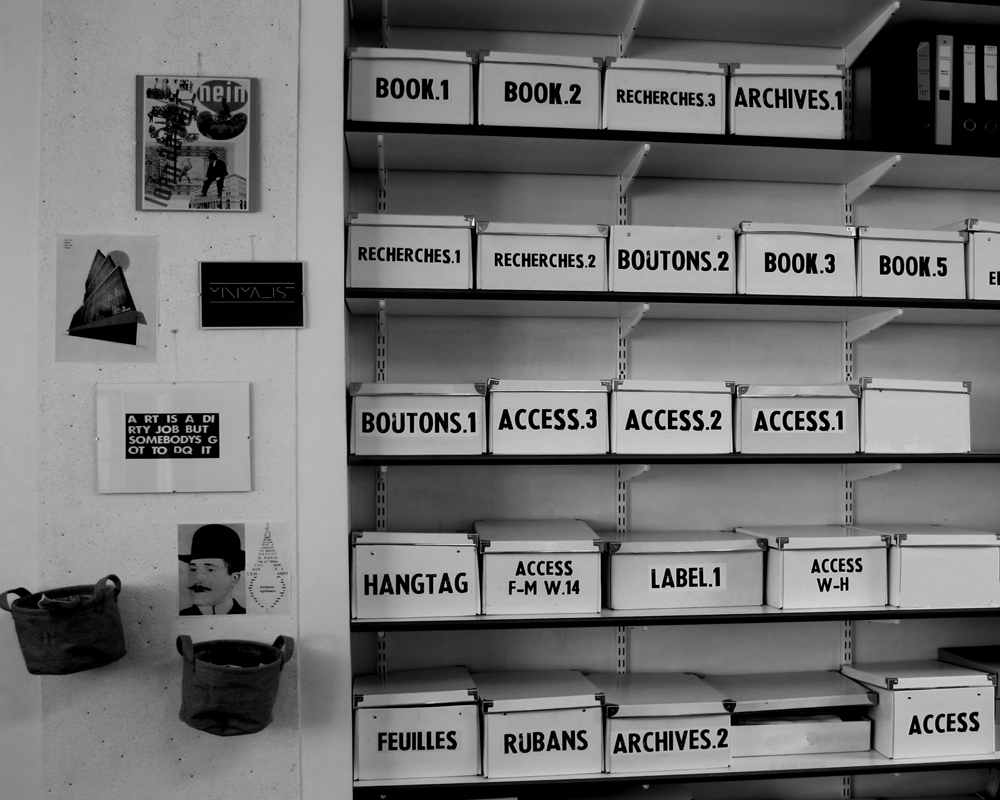 nein
MINIMA_IST
A RT IS A DI
RTY JOB BUT
SOMEBODYS G
OT TO DO IT
BOOK.1
BOOK.2
RECHERCHES.3
ARCHIVES.1
RECHERCHES.1
RECHERCHES.2
BOUTONS.2
BOOK.3
BOOK.5
BOUTONS.1
ACCESS.3
ACCESS.2
ACCESS.1
HANGTAG
ACCESS
F-M W.14
LABEL.1
ACCESS
W-H
FEUILLES
RUBANS
ARCHIVES.2
ACCESS